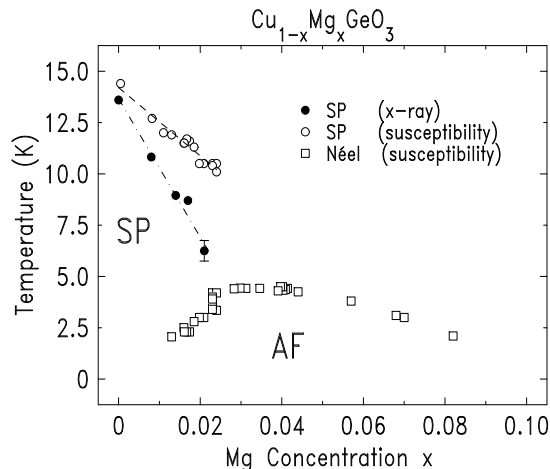 Cu1-xMgxGeO3
15.0
12.5
10.0
7.5
5.0
2.5
0
Temperature (K)
SP (x-ray)
SP (susceptibility)
Néel (susceptibility)
SP
AF
0 0.02 0.04 0.06 0.08 0.10
Mg Concentration x